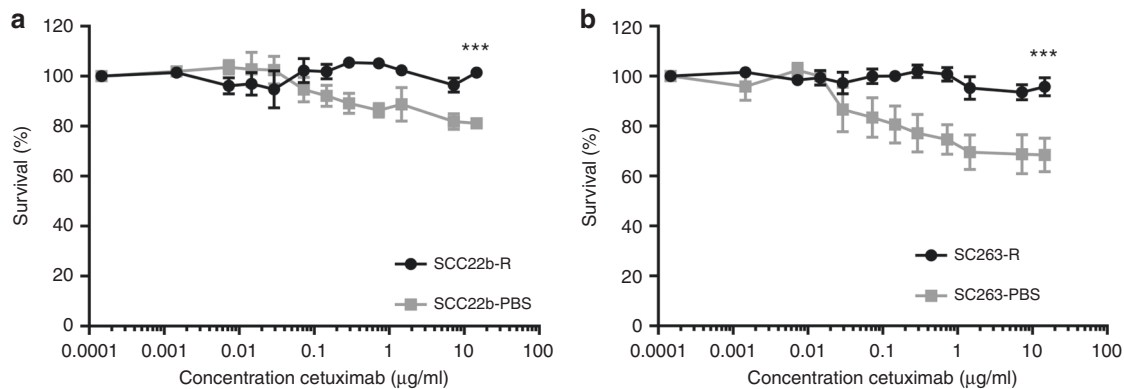 a
120
100
80
60
40
20
0
Survival (%)
***
SCC22b-R
SCC22b-PBS
0.0001 0.001 0.01 0.1 1 10 100
Concentration cetuximab (μg/ml)
b
120
100
80
60
40
20
0
Survival (%)
***
SC263-R
SC263-PBS
0.0001 0.001 0.01 0.1 1 10 100
Concentration cetuximab (μg/ml)